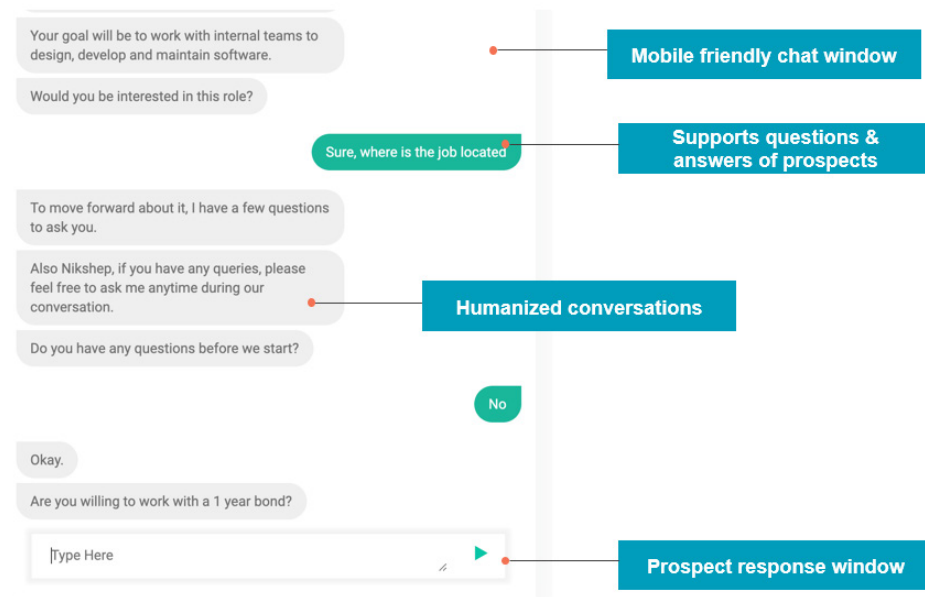 Your goal will be to work with internal teams to
design, develop and maintain software.
Mobile friendly chat window
Would you be interested in this role?
Supports questions &
answers of prospects
Sure, where is the job located
To move forward about it, I have a few questions
to ask you.
Also Nikshep, if you have any queries, please
feel free to ask me anytime during our
conversation.
Humanized conversations
Do you have any questions before we start?
No
Okay.
Are you willing to work with a 1 year bond?
Type Here
Prospect response window